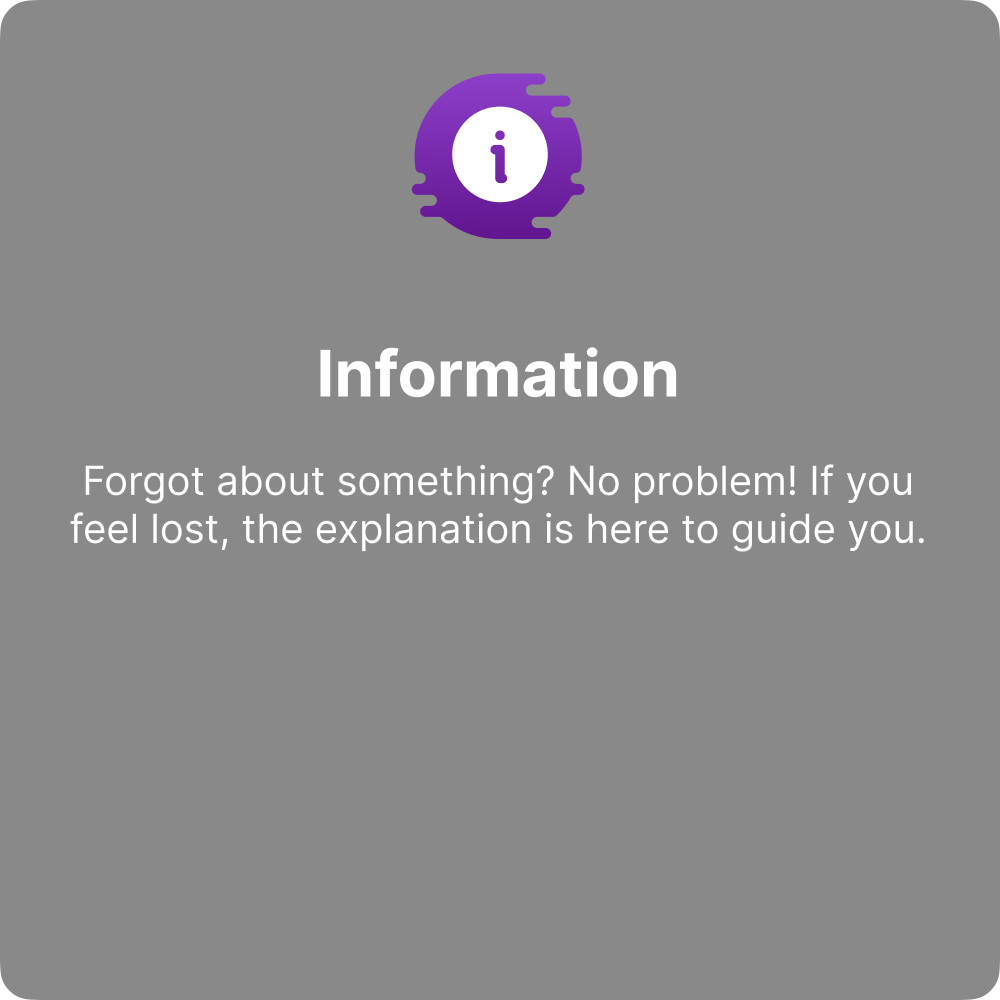 i
Information
Forgot about something? No problem! If you
feel lost, the explanation is here to guide you.